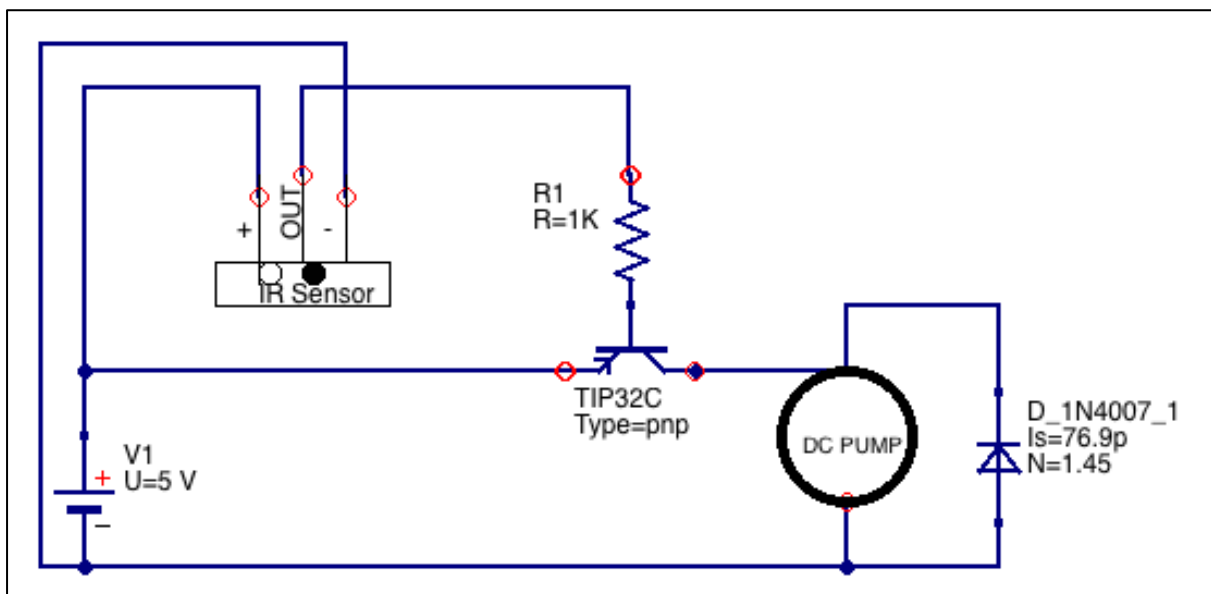 +
OUT
-
IR Sensor
R1
R=1K
TIP32C
Type=pnp
DC PUMP
D_1N4007_1
Is=76.9p
N=1.45
V1
U=5 V
+
–